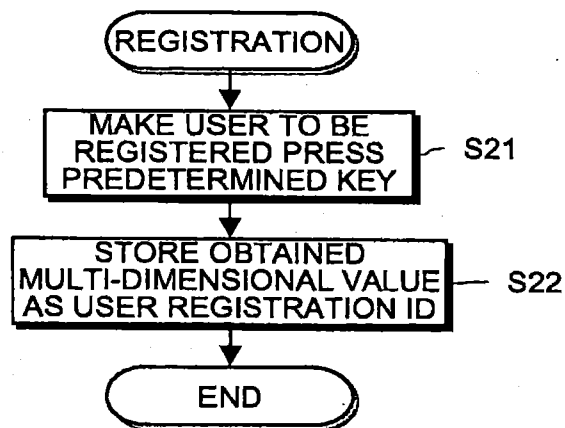 REGISTRATION
MAKE USER TO BE
REGISTERED PRESS
PREDETERMINED KEY
S21
STORE OBTAINED
MULTI-DIMENSIONAL VALUE
AS USER REGISTRATION ID
S22
END